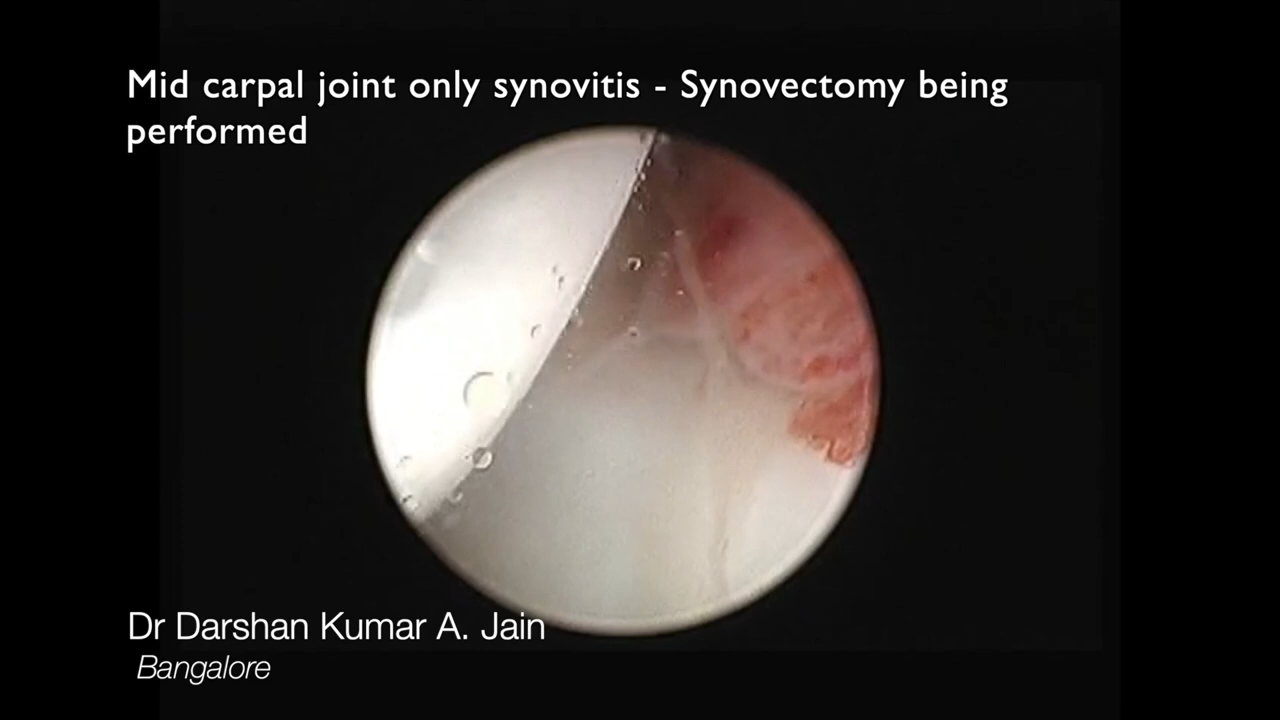 Mid carpal joint only synovitis - Synovectomy being
performed
Dr Darshan Kumar A. Jain
Bangalore